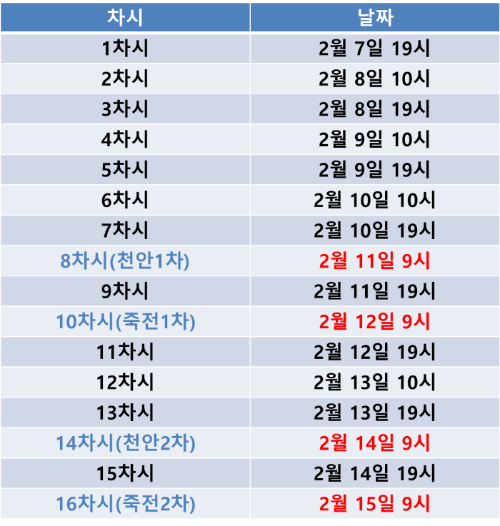 차시 날짜
1차시 2월 7일 19시
2차시 2월 8일 10시
3차시 2월 8일 19시
4차시 2월 9일 10시
5차시 2월 9일 19시
6차시 2월 10일 10시
7차시 2월 10일 19시
8차시(천안1차) 2월 11일 9시
9차시 2월 11일 19시
10차시(죽전1차) 2월 12일 9시
11차시 2월 12일 19시
12차시 2월 13일 10시
13차시 2월 13일 19시
14차시(천안2차) 2월 14일 9시
15차시 2월 14일 19시
16차시(죽전2차) 2월 15일 9시